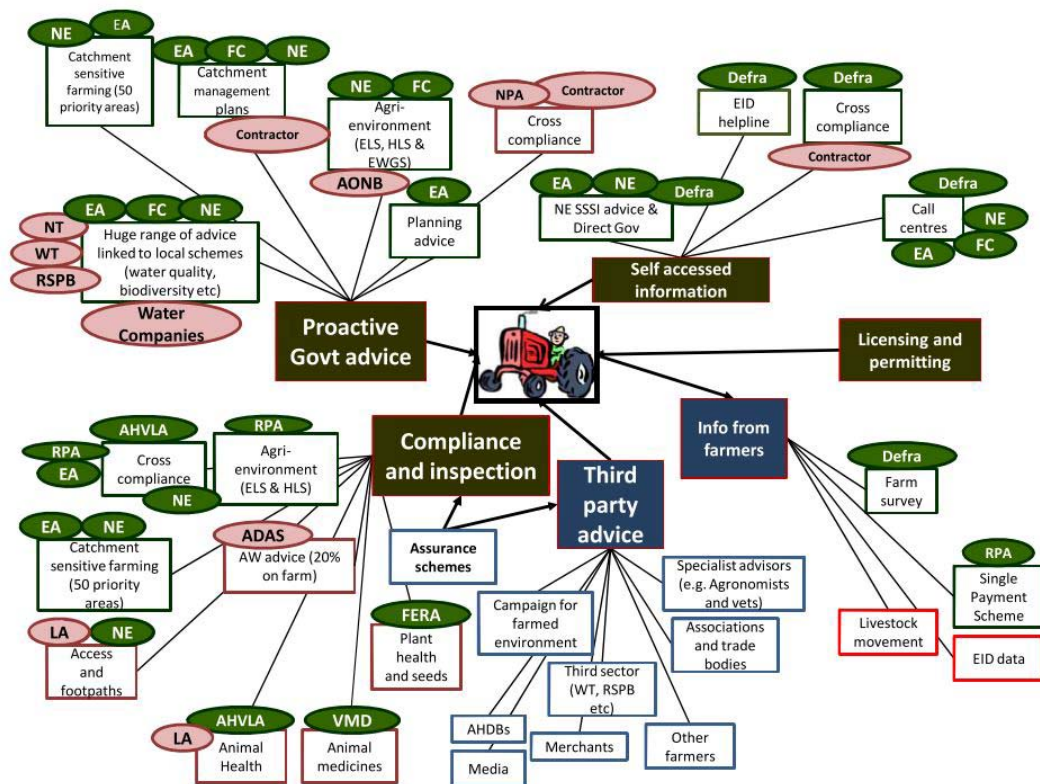 NE
EA
Catchment
sensitive
farming (50
priority areas)
EA
FC
NE
Catchment
management
plans
Contractor
NE
FC
Agri-
environment
(ELS, HLS &
EWGS)
AONB
NPA
Contractor
Cross
compliance
EA
Planning
advice
Defra
EID
helpline
Defra
Cross
compliance
Contractor
EA
NE
Defra
NE SSSI advice &
Direct Gov
Defra
Call
centres
NE
FC
EA
NT
WT
RSPB
EA
FC
NE
Huge range of advice
linked to local schemes
(water quality,
biodiversity etc)
Water
Companies
Self accessed
information
Proactive
Govt advice
Licensing and
permitting
Compliance
and inspection
Third
party
advice
Info from
farmers
AHVLA
RPA
EA
Cross
compliance
NE
RPA
Agri-
environment
(ELS & HLS)
EA
NE
Catchment
sensitive farming
(50 priority
areas)
ADAS
AW advice (20%
on farm)
Assurance
schemes
LA
NE
Access
and
footpaths
FERA
Plant
health
and seeds
AHVLA
LA
Animal
Health
VMD
Animal
medicines
Campaign for
farmed
environment
Specialist advisors
(e.g. Agronomists
and vets)
Associations and
trade bodies
Third sector
(WT, RSPB
etc)
AHDBs
Media
Merchants
Other
farmers
Defra
Farm
survey
RPA
Single
Payment
Scheme
Livestock
movement
EID data